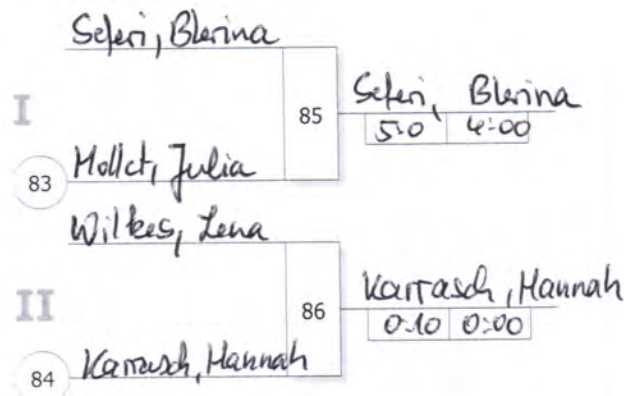 Seferi, Blerina
I
85
Seferi, Blerina
5:0 4:00
83 Mollet, Julia
Wilkes, Lena
II
86
Karrasch, Hannah
0:10 0:00
84 Karrasch, Hannah